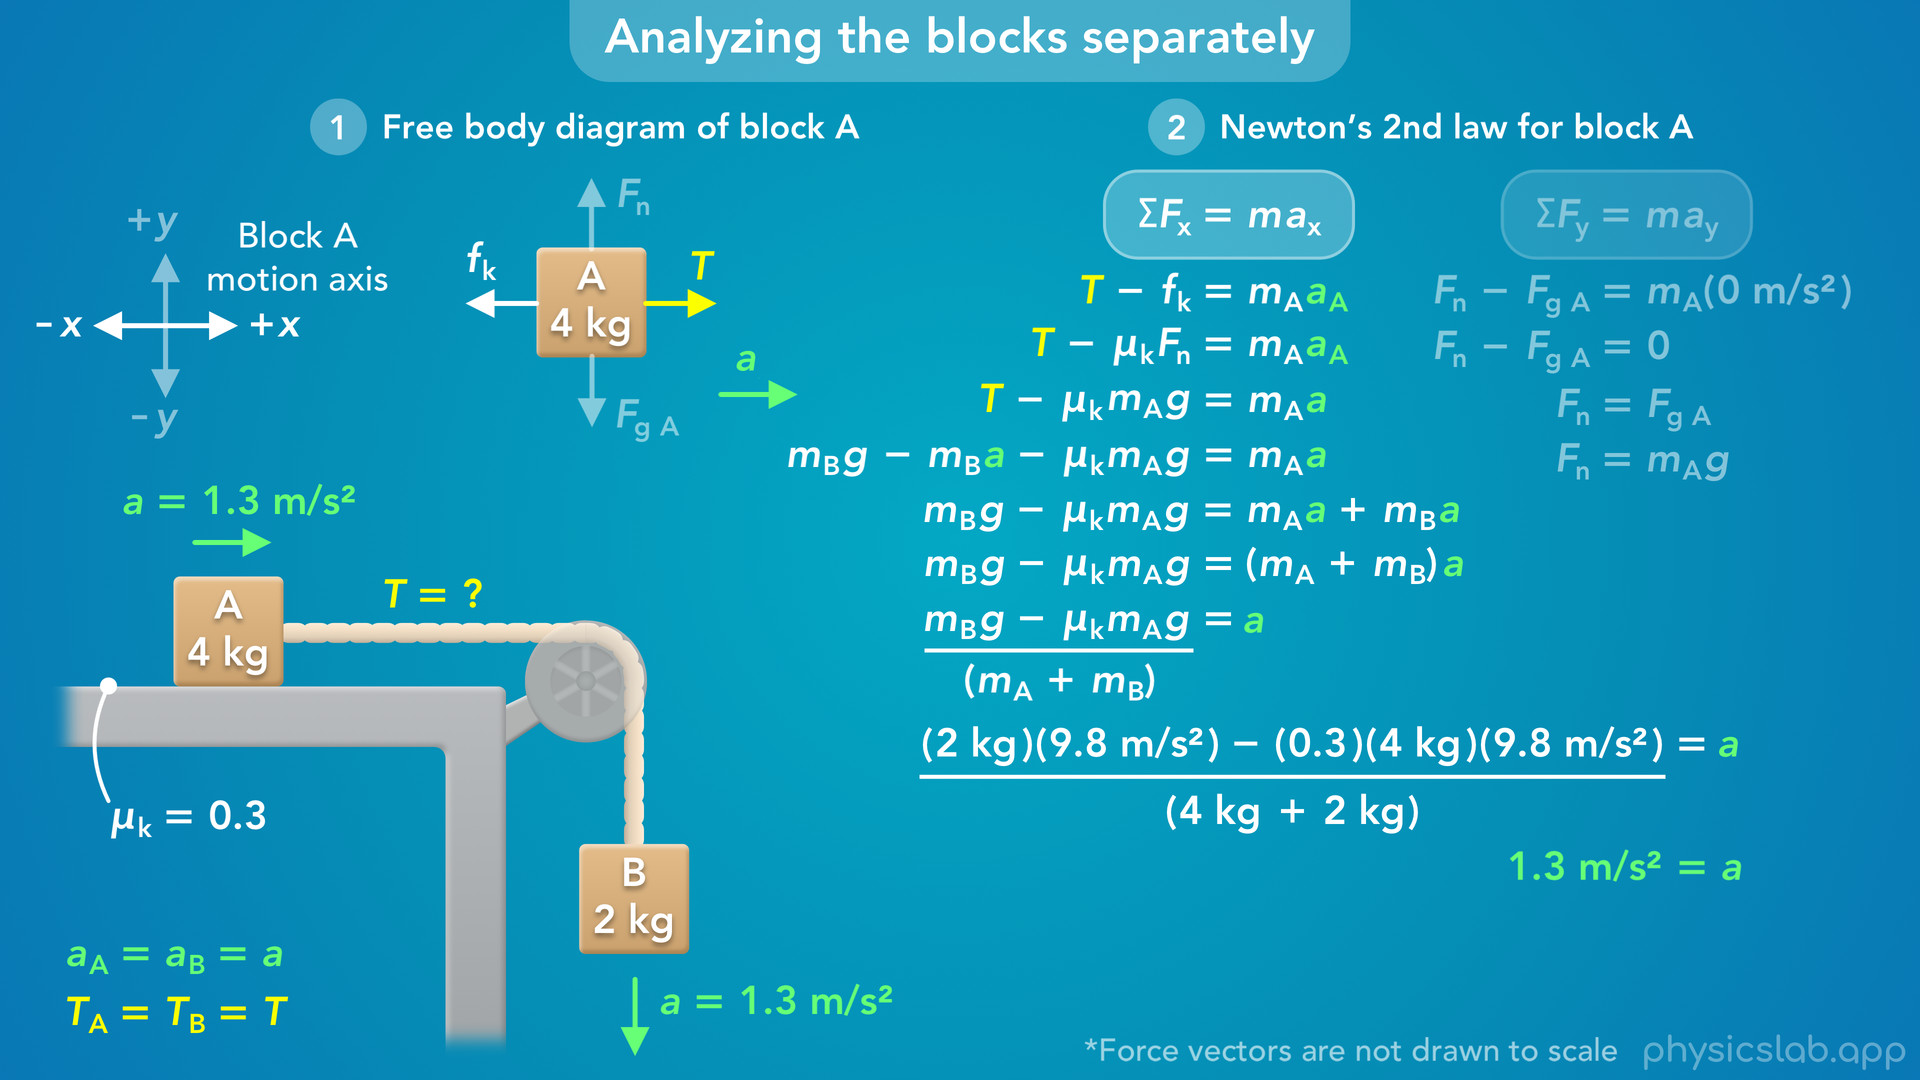 Analyzing the blocks separately
1 Free body diagram of block A
+y
Block A
motion axis
-x
+x
-y
Fn
fk
T
A
4 kg
a
Fg A
a = 1.3 m/s²
A
4 kg
T = ?
μk = 0.3
B
2 kg
a = 1.3 m/s²
aA = aB = a
TA = TB = T
2 Newton's 2nd law for block A
ΣFx = max
T − fk = mAaA
T − μkFn = mAaA
T − μkmAg = mAa
mBg − mBa − μkmAg = mAa
mBg − μkmAg = mAa + mBa
mBg − μkmAg = (mA + mB)a
mBg − μkmAg = a
(mA + mB)
(2 kg)(9.8 m/s²) − (0.3)(4 kg)(9.8 m/s²) = a
(4 kg + 2 kg)
1.3 m/s² = a
ΣFy = may
Fn − Fg A = mA(0 m/s²)
Fn − Fg A = 0
Fn = Fg A
Fn = mAg
*Force vectors are not drawn to scale
physicslab.app